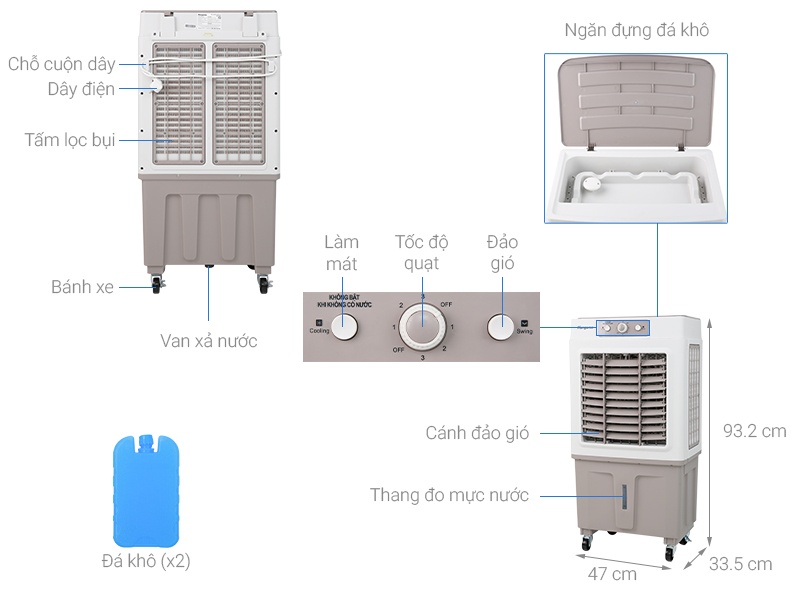 Chỗ cuộn dây
Dây điện
Tấm lọc bụi
Bánh xe
Van xả nước
Ngăn đựng đá khô
Làm
mát
Tốc độ
quạt
Đảo
gió
KHÔNG BẬT
KHI KHÔNG CÓ NƯỚC
Cooling
3
2
OFF
1
1
OFF
2
3
Swing
Cánh đảo gió
Thang đo mực nước
93.2 cm
33.5 cm
47 cm
Đá khô (x2)